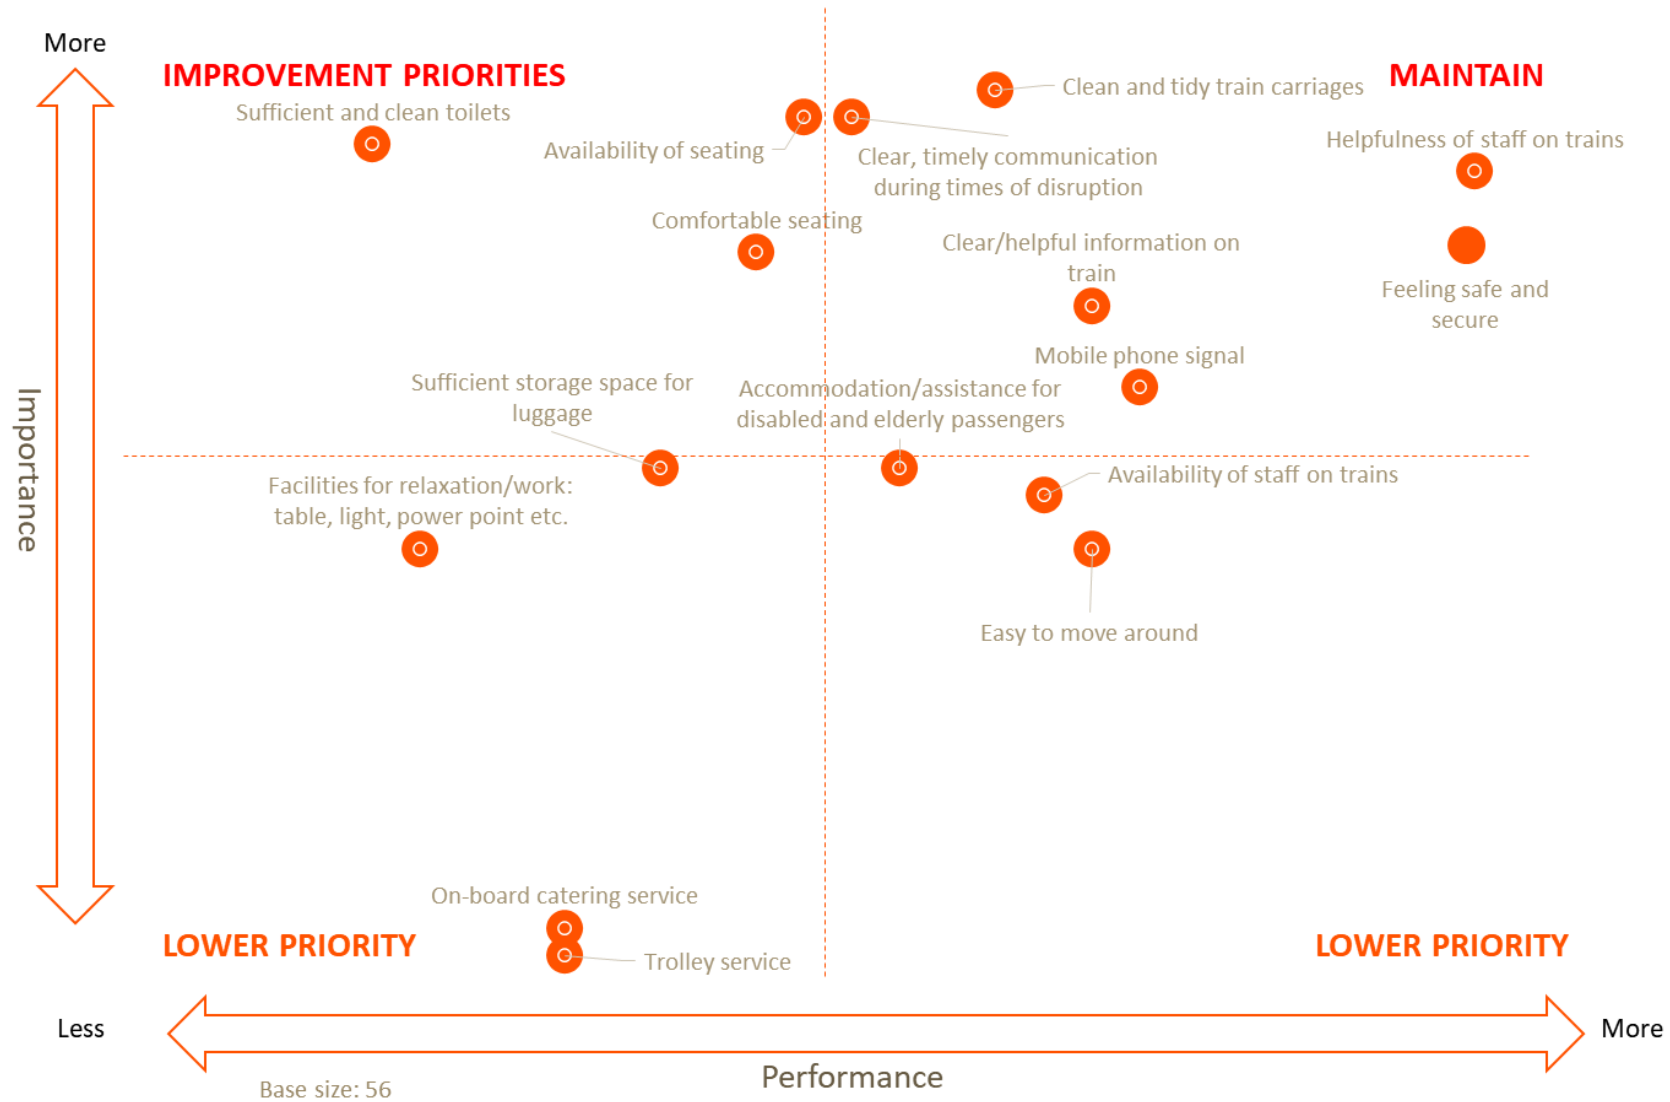 More
IMPROVEMENT PRIORITIES
MAINTAIN
Sufficient and clean toilets
Availability of seating
Clean and tidy train carriages
Clear, timely communication
during times of disruption
Helpfulness of staff on trains
Comfortable seating
Clear/helpful information on
train
Feeling safe and
secure
Mobile phone signal
Sufficient storage space for
luggage
Accommodation/assistance for
disabled and elderly passengers
Importance
Facilities for relaxation/work:
table, light, power point etc.
Availability of staff on trains
Easy to move around
On-board catering service
Trolley service
LOWER PRIORITY
LOWER PRIORITY
Less
More
Performance
Base size: 56